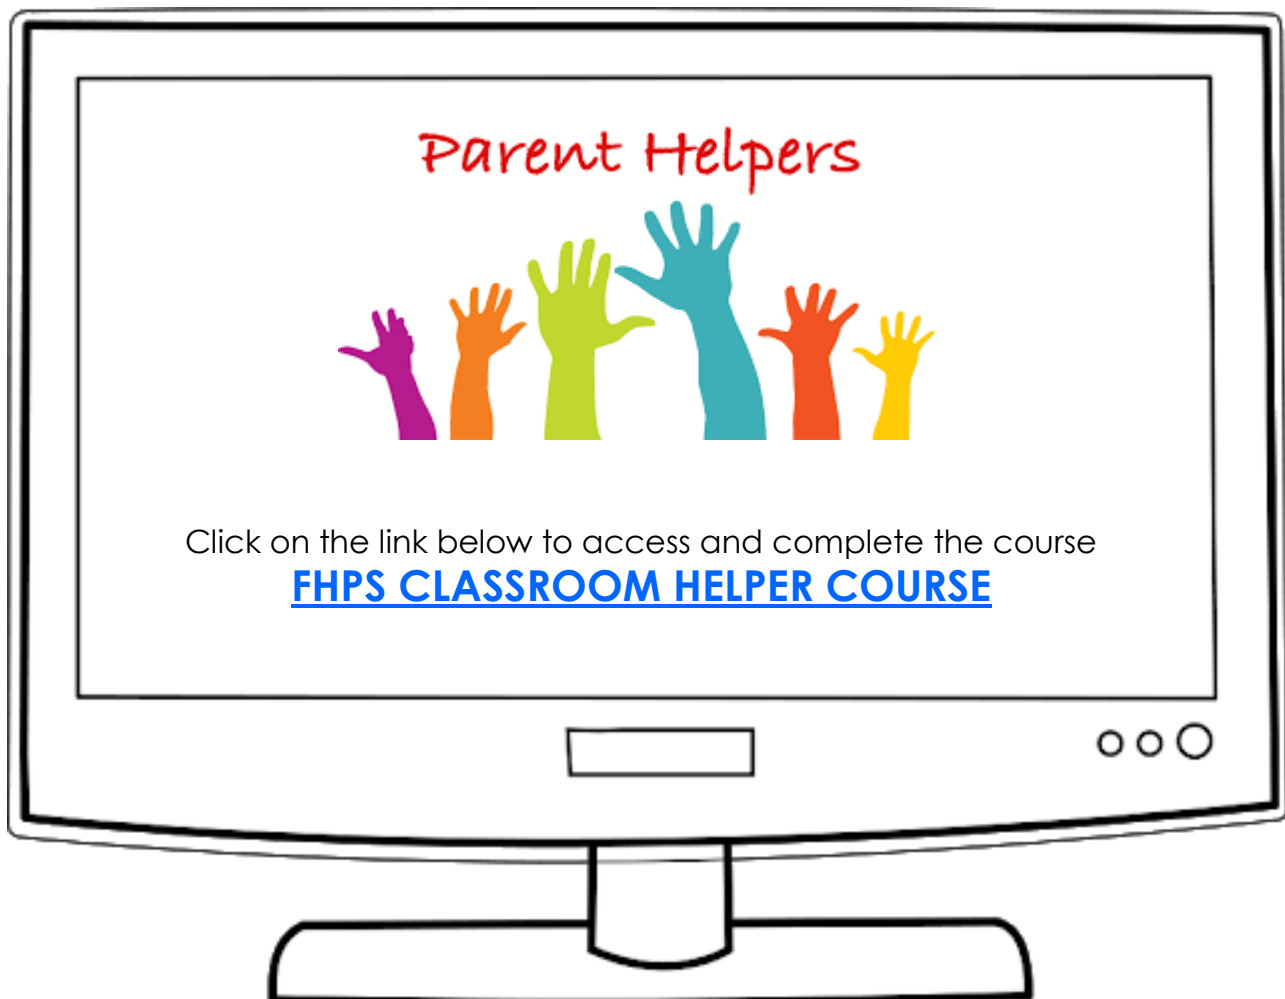 Parent Helpers
Click on the link below to access and complete the course
FHPS CLASSROOM HELPER COURSE